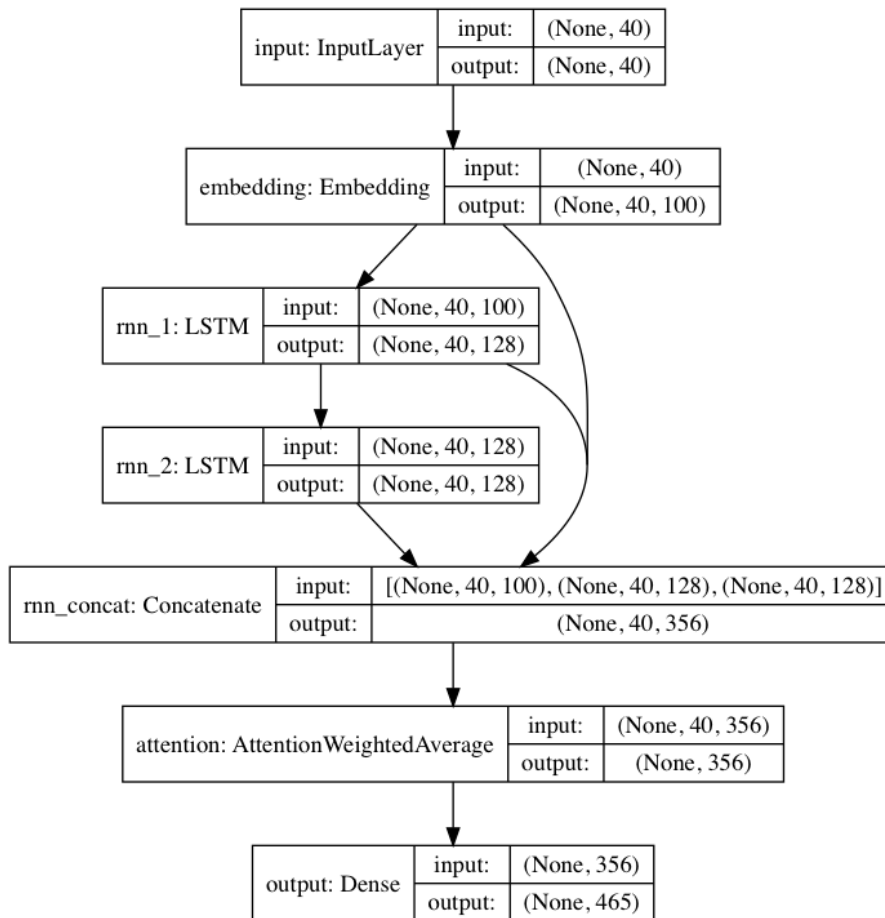 input: InputLayer
input: (None, 40)
output: (None, 40)
embedding: Embedding
input: (None, 40)
output: (None, 40, 100)
rnn_1: LSTM
input: (None, 40, 100)
output: (None, 40, 128)
rnn_2: LSTM
input: (None, 40, 128)
output: (None, 40, 128)
rnn_concat: Concatenate
input: [(None, 40, 100), (None, 40, 128), (None, 40, 128)]
output: (None, 40, 356)
attention: AttentionWeightedAverage
input: (None, 40, 356)
output: (None, 356)
output: Dense
input: (None, 356)
output: (None, 465)